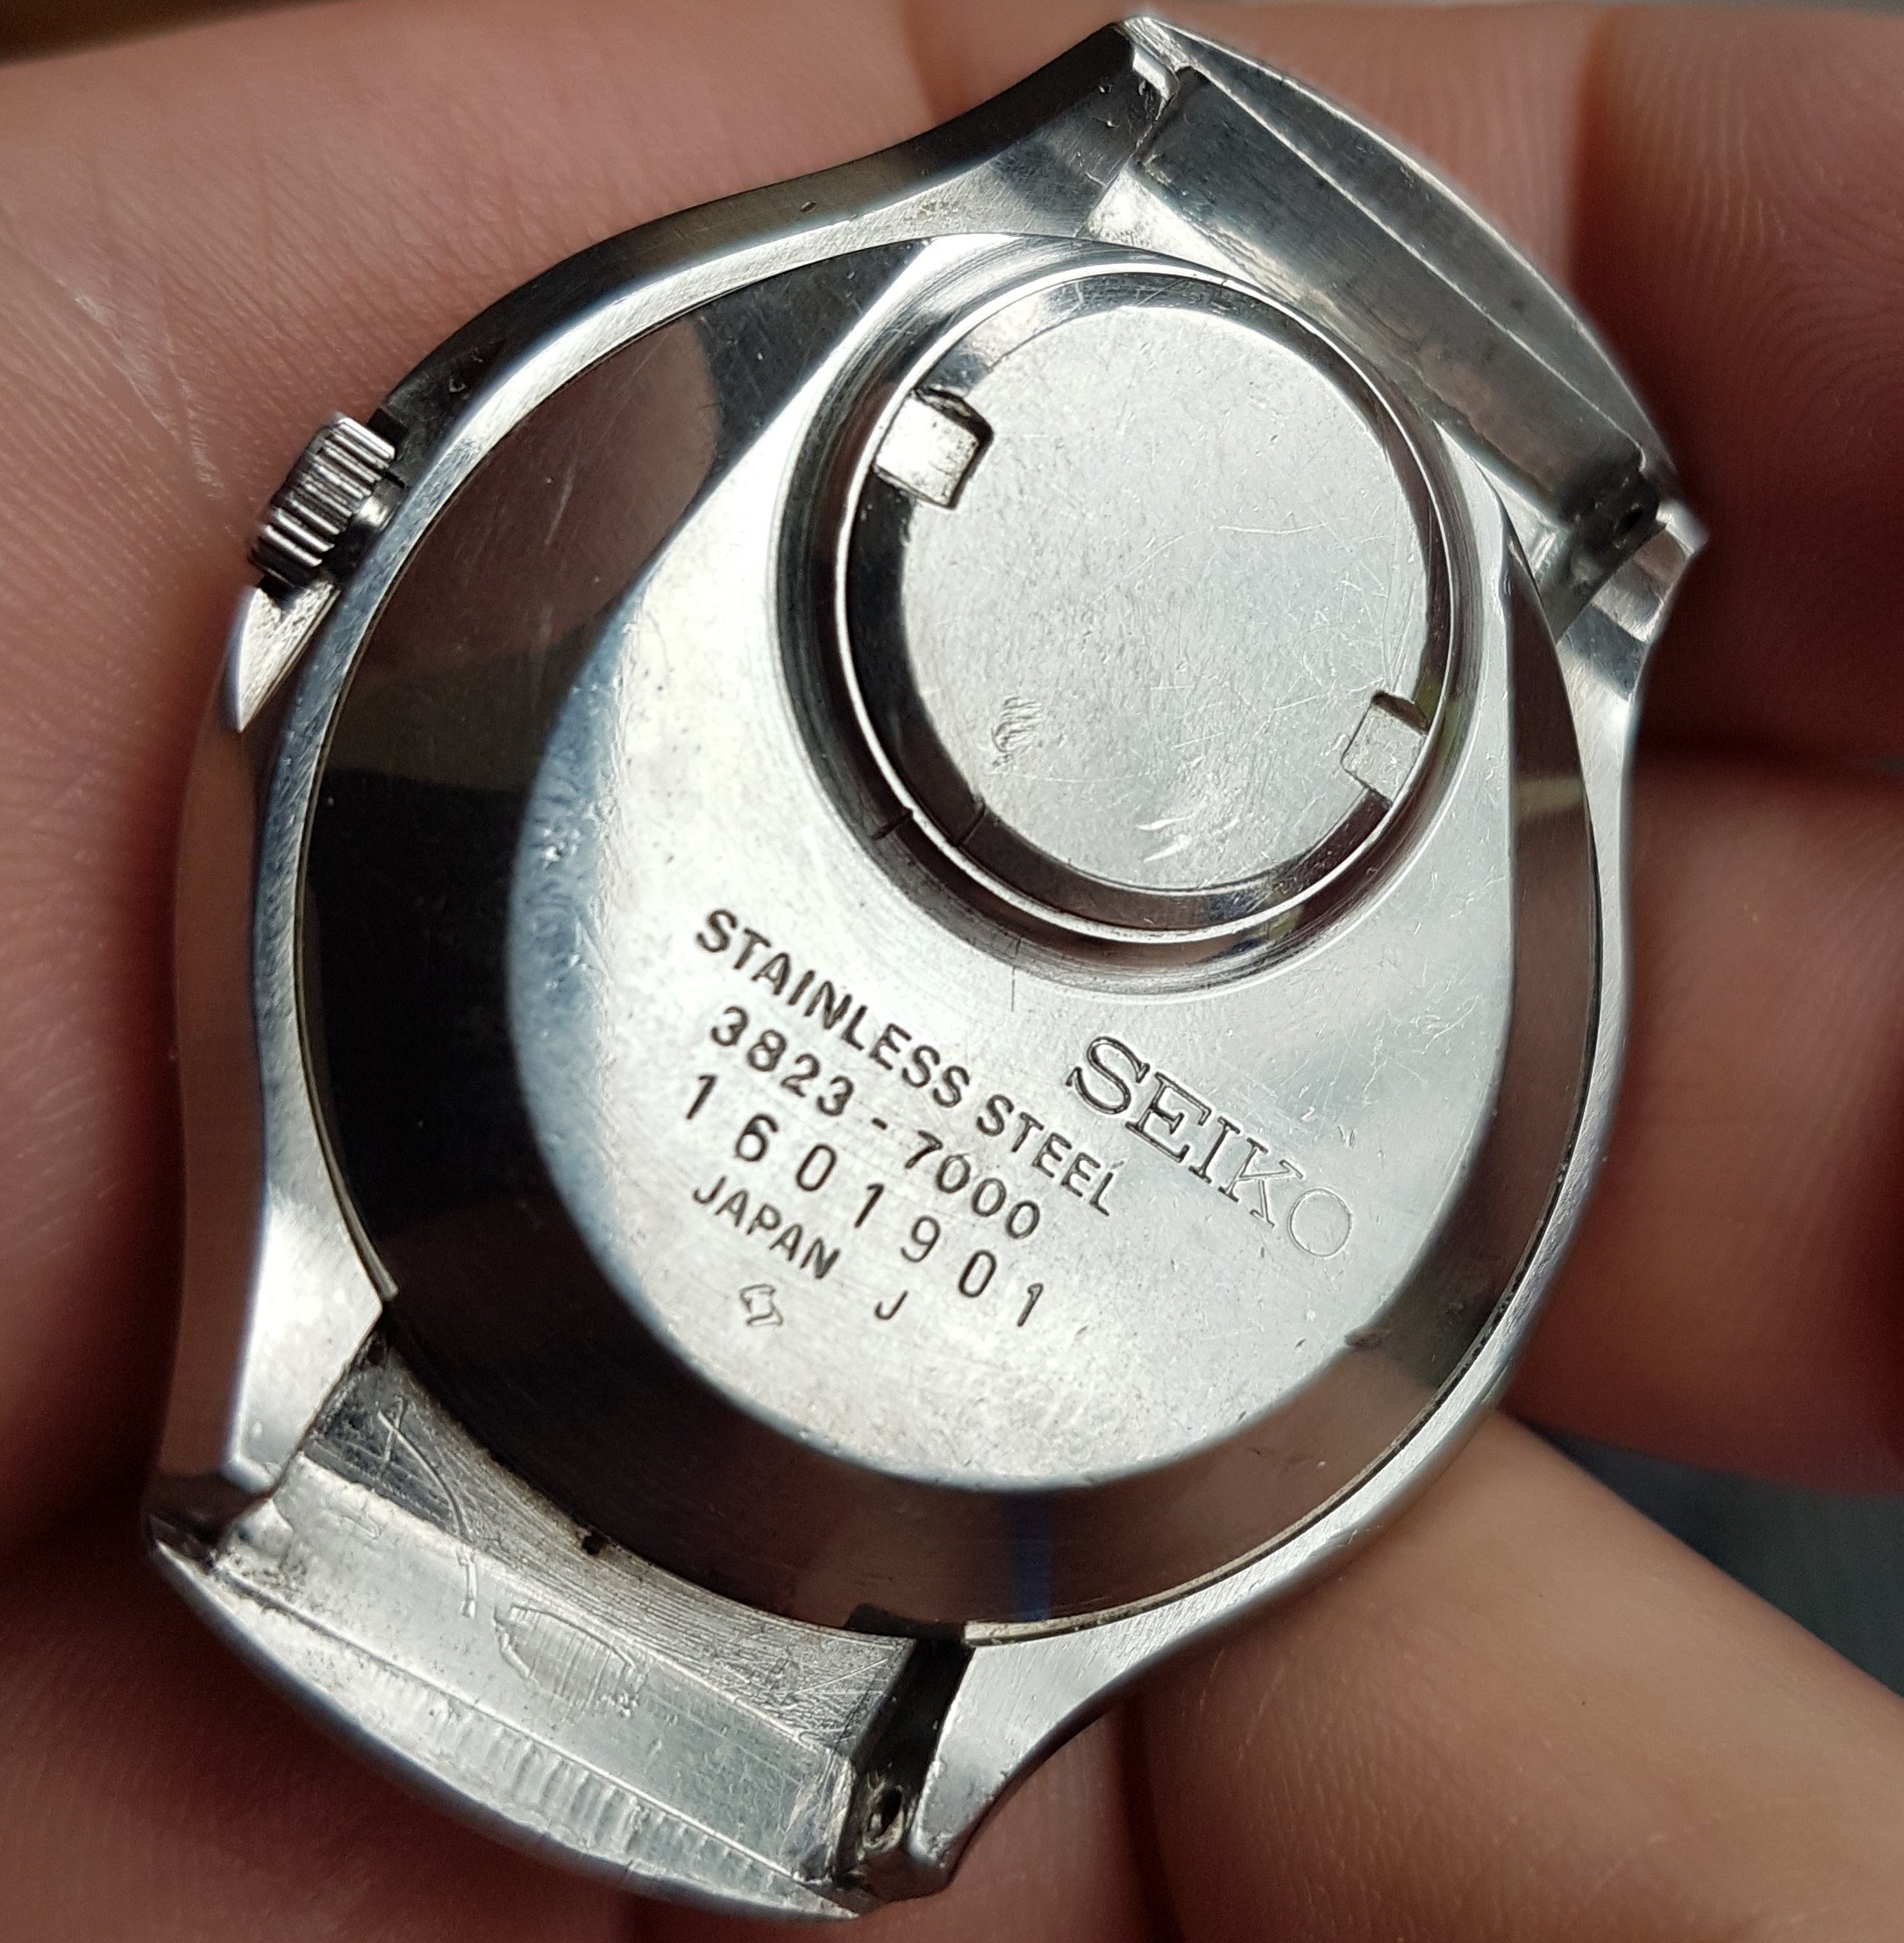 SEIKO
STAINLESS STEEL
3823-7000
1601901
JAPAN J